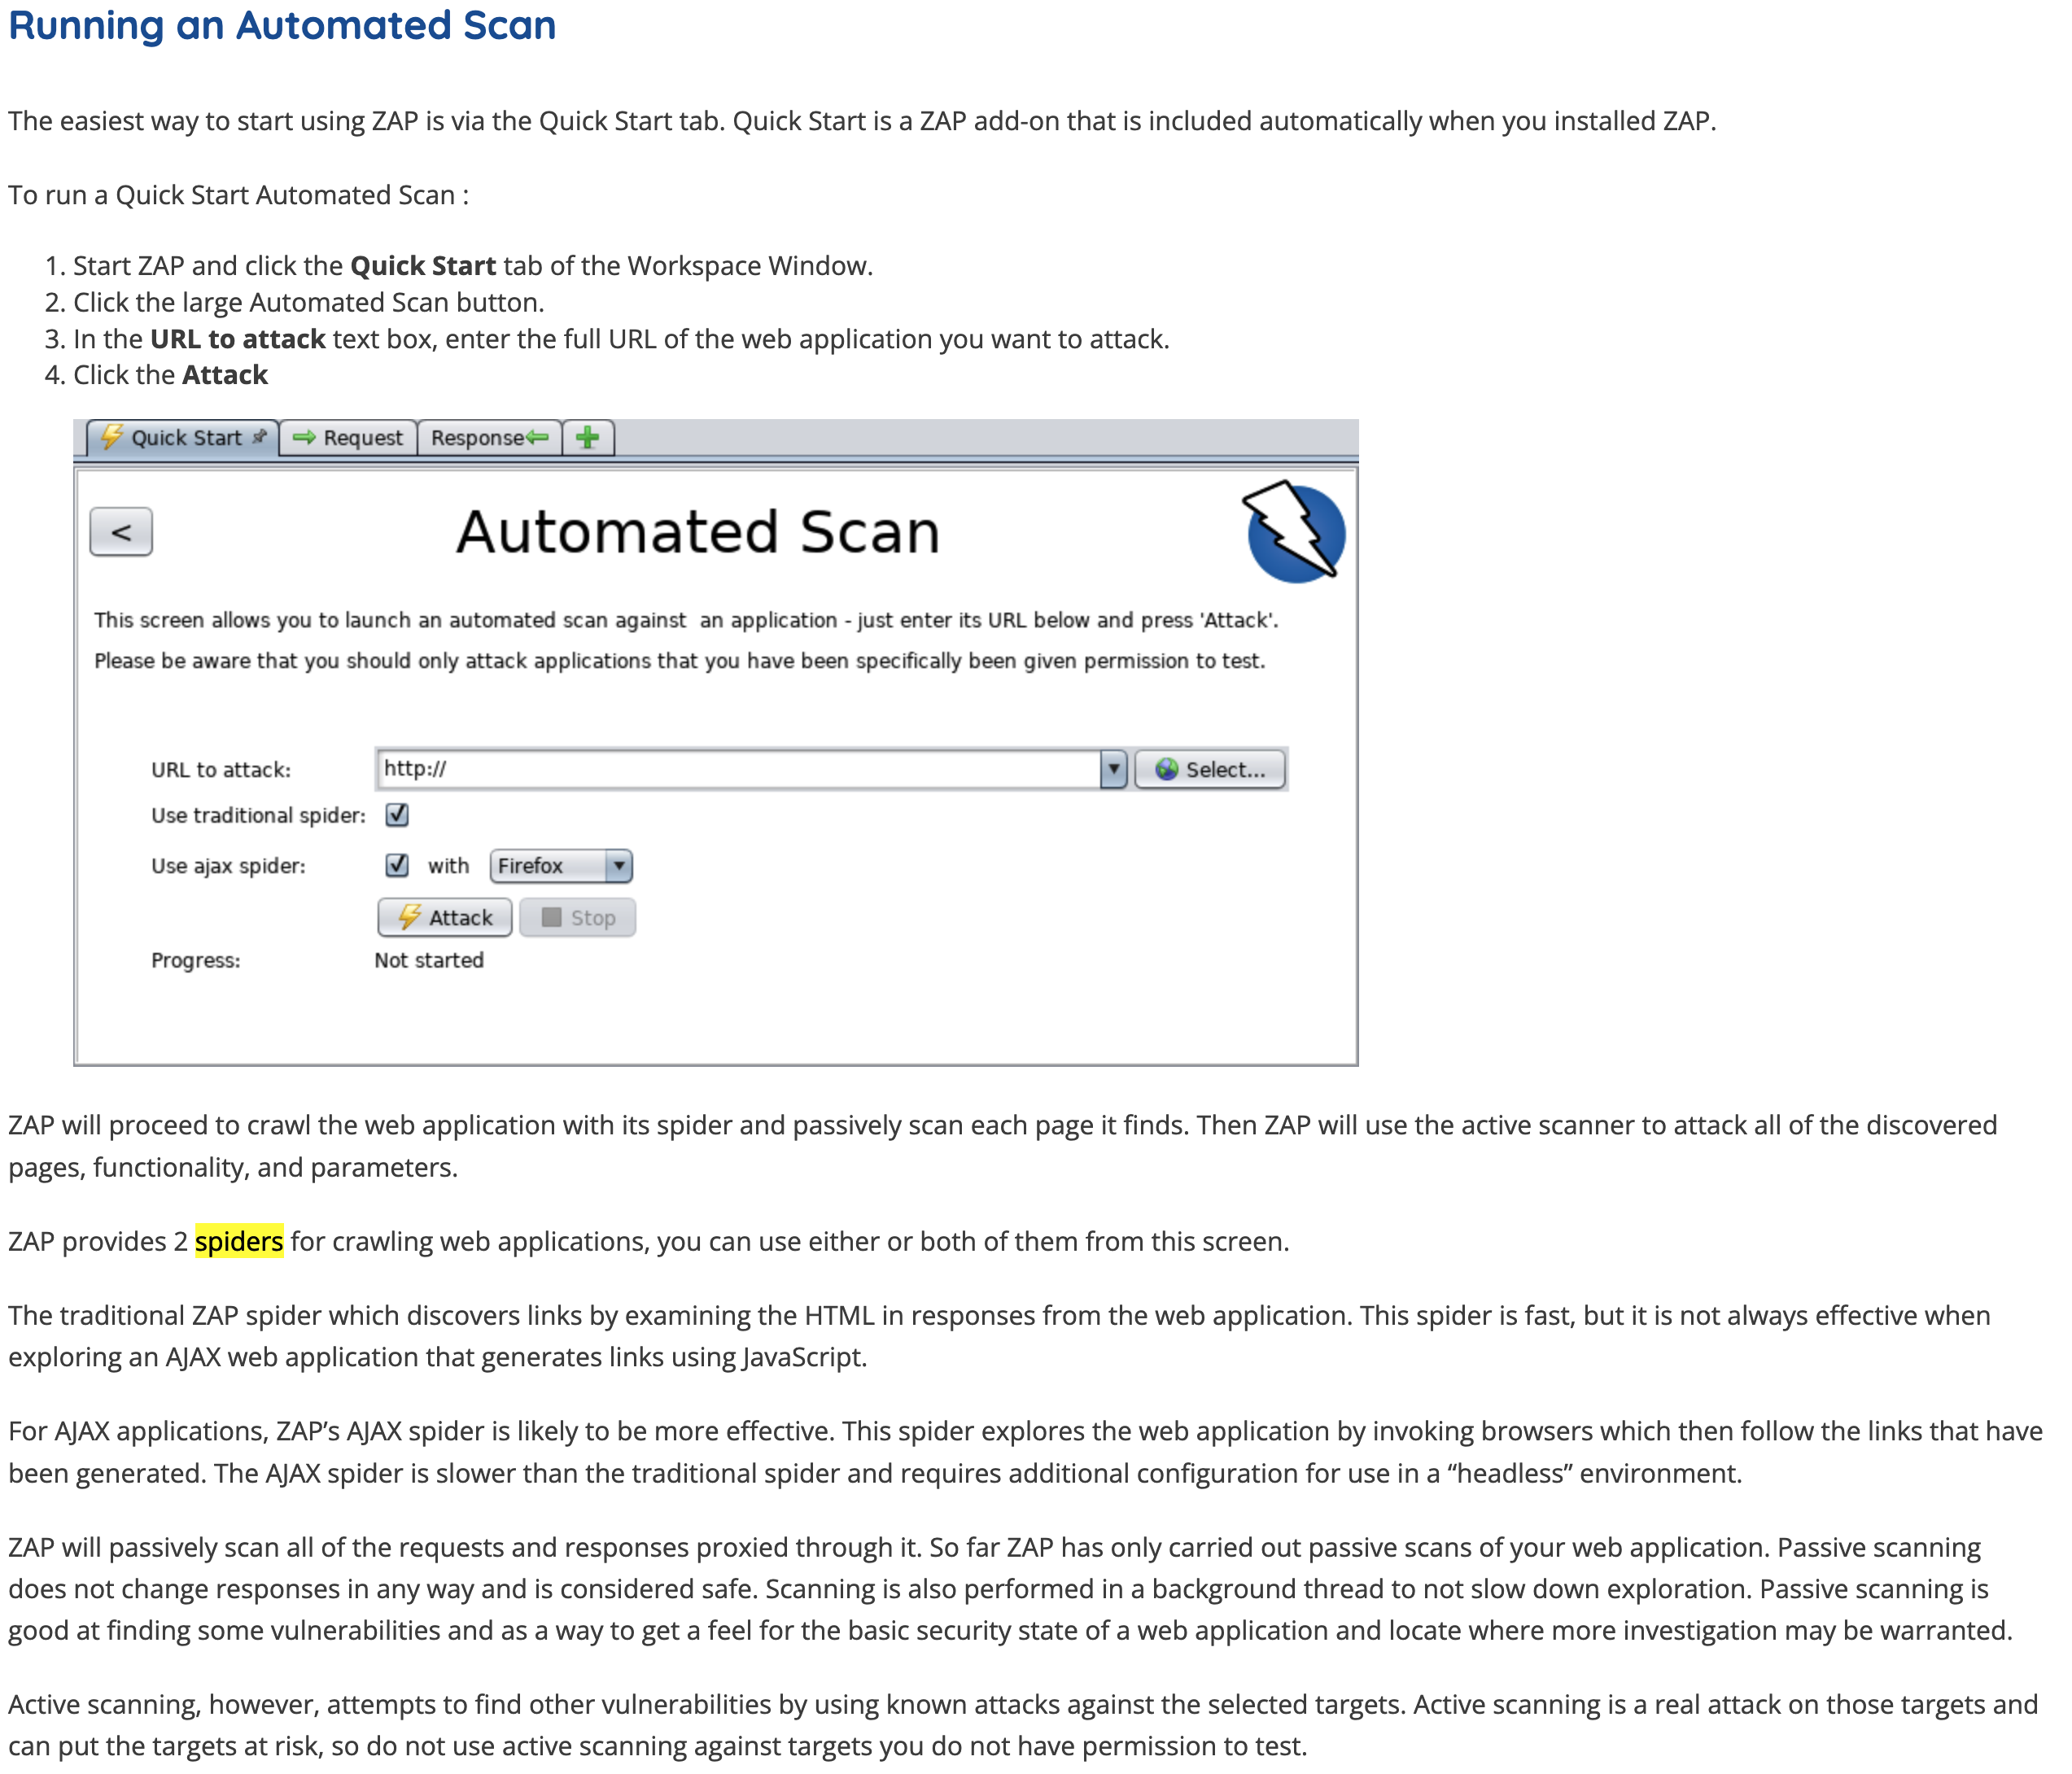 Running an Automated Scan
The easiest way to start using ZAP is via the Quick Start tab. Quick Start is a ZAP add-on that is included automatically when you installed ZAP.
To run a Quick Start Automated Scan :
1. Start ZAP and click the Quick Start tab of the Workspace Window.
2. Click the large Automated Scan button.
3. In the URL to attack text box, enter the full URL of the web application you want to attack.
4. Click the Attack
Quick Start Request Response
<
Automated Scan
This screen allows you to launch an automated scan against  an application - just enter its URL below and press 'Attack'.
Please be aware that you should only attack applications that you have been specifically been given permission to test.
URL to attack: http:// Select...
Use traditional spider:
Use ajax spider: with Firefox
Attack Stop
Progress: Not started
ZAP will proceed to crawl the web application with its spider and passively scan each page it finds. Then ZAP will use the active scanner to attack all of the discovered
pages, functionality, and parameters.
ZAP provides 2 spiders for crawling web applications, you can use either or both of them from this screen.
The traditional ZAP spider which discovers links by examining the HTML in responses from the web application. This spider is fast, but it is not always effective when
exploring an AJAX web application that generates links using JavaScript.
For AJAX applications, ZAP’s AJAX spider is likely to be more effective. This spider explores the web application by invoking browsers which then follow the links that have
been generated. The AJAX spider is slower than the traditional spider and requires additional configuration for use in a “headless” environment.
ZAP will passively scan all of the requests and responses proxied through it. So far ZAP has only carried out passive scans of your web application. Passive scanning
does not change responses in any way and is considered safe. Scanning is also performed in a background thread to not slow down exploration. Passive scanning is
good at finding some vulnerabilities and as a way to get a feel for the basic security state of a web application and locate where more investigation may be warranted.
Active scanning, however, attempts to find other vulnerabilities by using known attacks against the selected targets. Active scanning is a real attack on those targets and
can put the targets at risk, so do not use active scanning against targets you do not have permission to test.